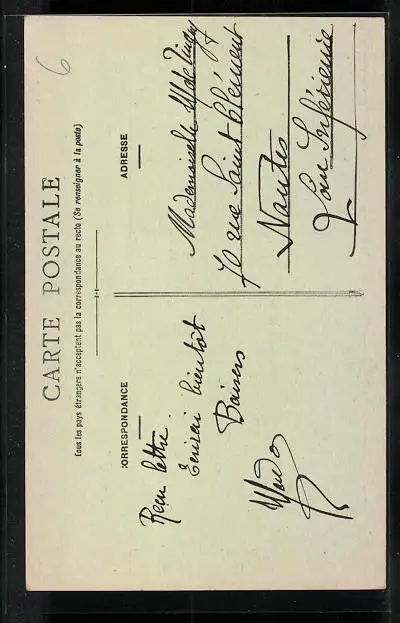 6
CARTE POSTALE
Tous les pays étrangers n'acceptent pas la correspondance au recto (Se renseigner à la poste)
CORRESPONDANCE
ADRESSE
Reçu lettre.
Écrirai bientôt
Baisers
Mademoiselle
rue Saint Clément
Nantes
Loire Inférieure